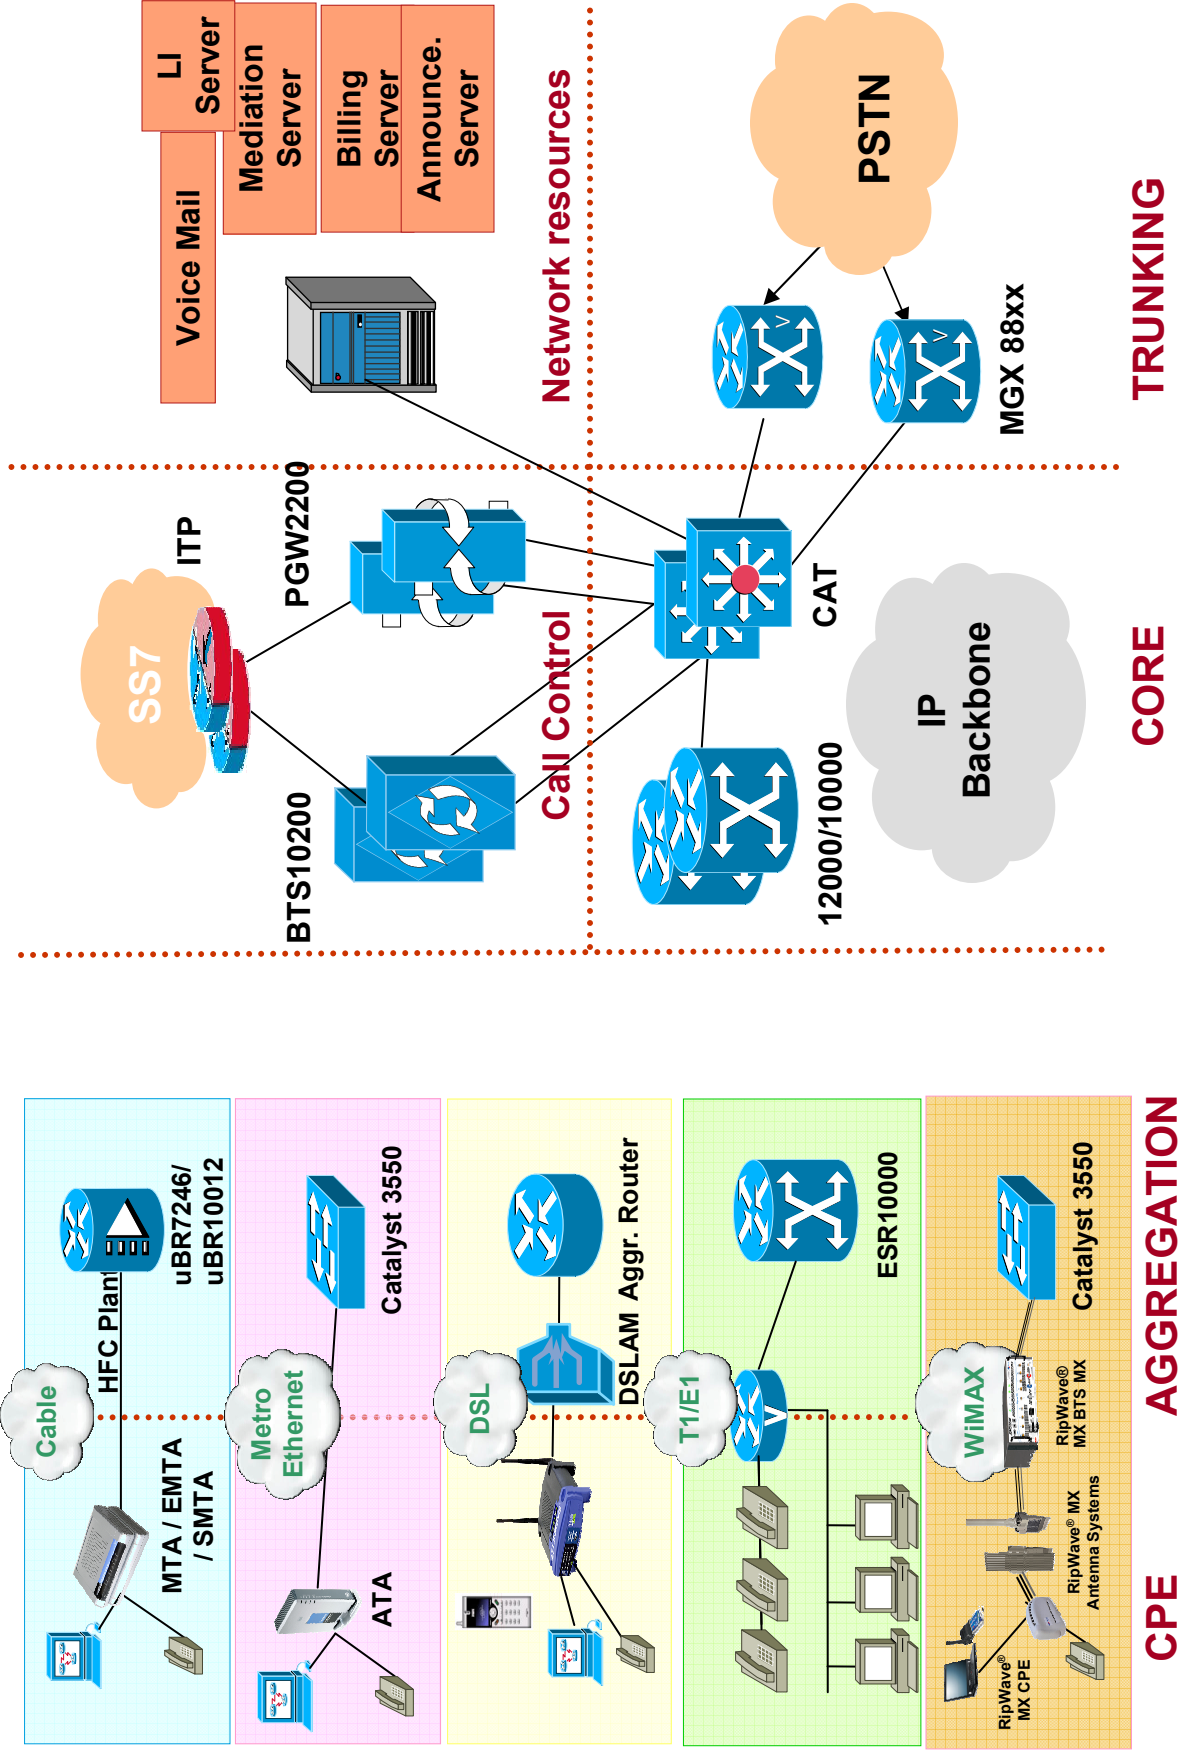 Cable
HFC Plant
uBR7246/
uBR10012
MTA / EMTA
/ SMTA
Metro
Ethernet
Catalyst 3550
ATA
DSL
DSLAM Aggr. Router
T1/E1
ESR10000
WiMAX
Catalyst 3550
RipWave®
MX BTS MX
RipWave® MX
Antenna Systems
RipWave®
MX CPE
CPE
AGGREGATION
SS7
ITP
BTS10200
PGW2200
Call Control
12000/10000
CAT
IP
Backbone
CORE
LI
Server
Voice Mail
Mediation
Server
Billing
Server
Announce.
Server
Network resources
PSTN
V
V
MGX 88xx
TRUNKING
V